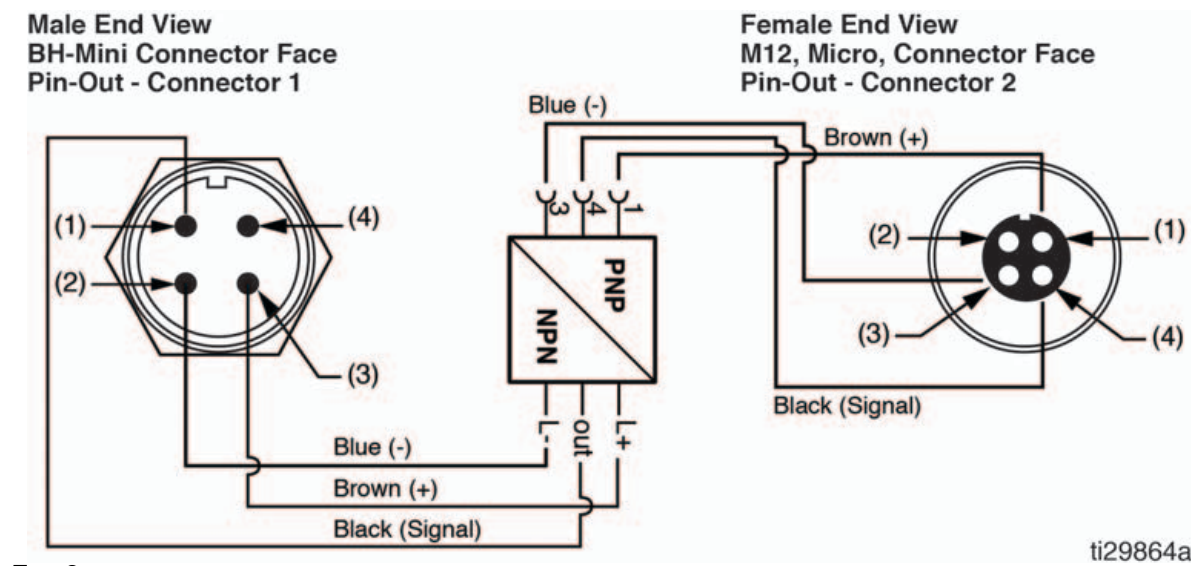 Male End View
BH-Mini Connector Face
Pin-Out - Connector 1
Female End View
M12, Micro, Connector Face
Pin-Out - Connector 2
Blue (-)
Brown (+)
(1)
(4)
(2)
(3)
3
4
1
PNP
NPN
L-
out
L+
(2)
(1)
(3)
(4)
Black (Signal)
Blue (-)
Brown (+)
Black (Signal)
ti29864a